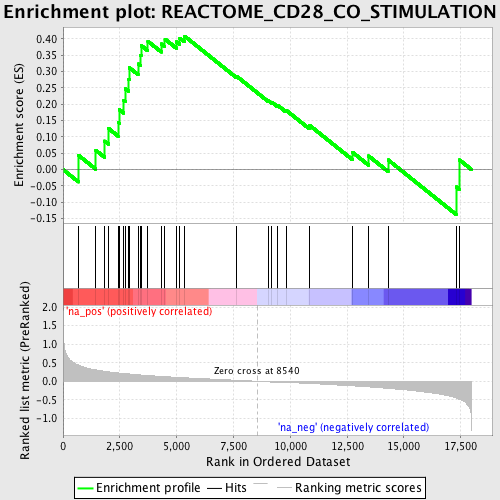 Enrichment plot: REACTOME_CD28_CO_STIMULATION
Enrichment score (ES)
0.40
0.35
0.30
0.25
0.20
0.15
0.10
0.05
0.00
-0.05
-0.10
-0.15
'na_pos' (positively correlated)
Ranked list metric (PreRanked)
2.0
1.5
1.0
0.5
0.0
-0.5
-1.0
Zero cross at 8540
'na_neg' (negatively correlated)
0 2,500 5,000 7,500 10,000 12,500 15,000 17,500
Rank in Ordered Dataset
Enrichment profile Hits Ranking metric scores